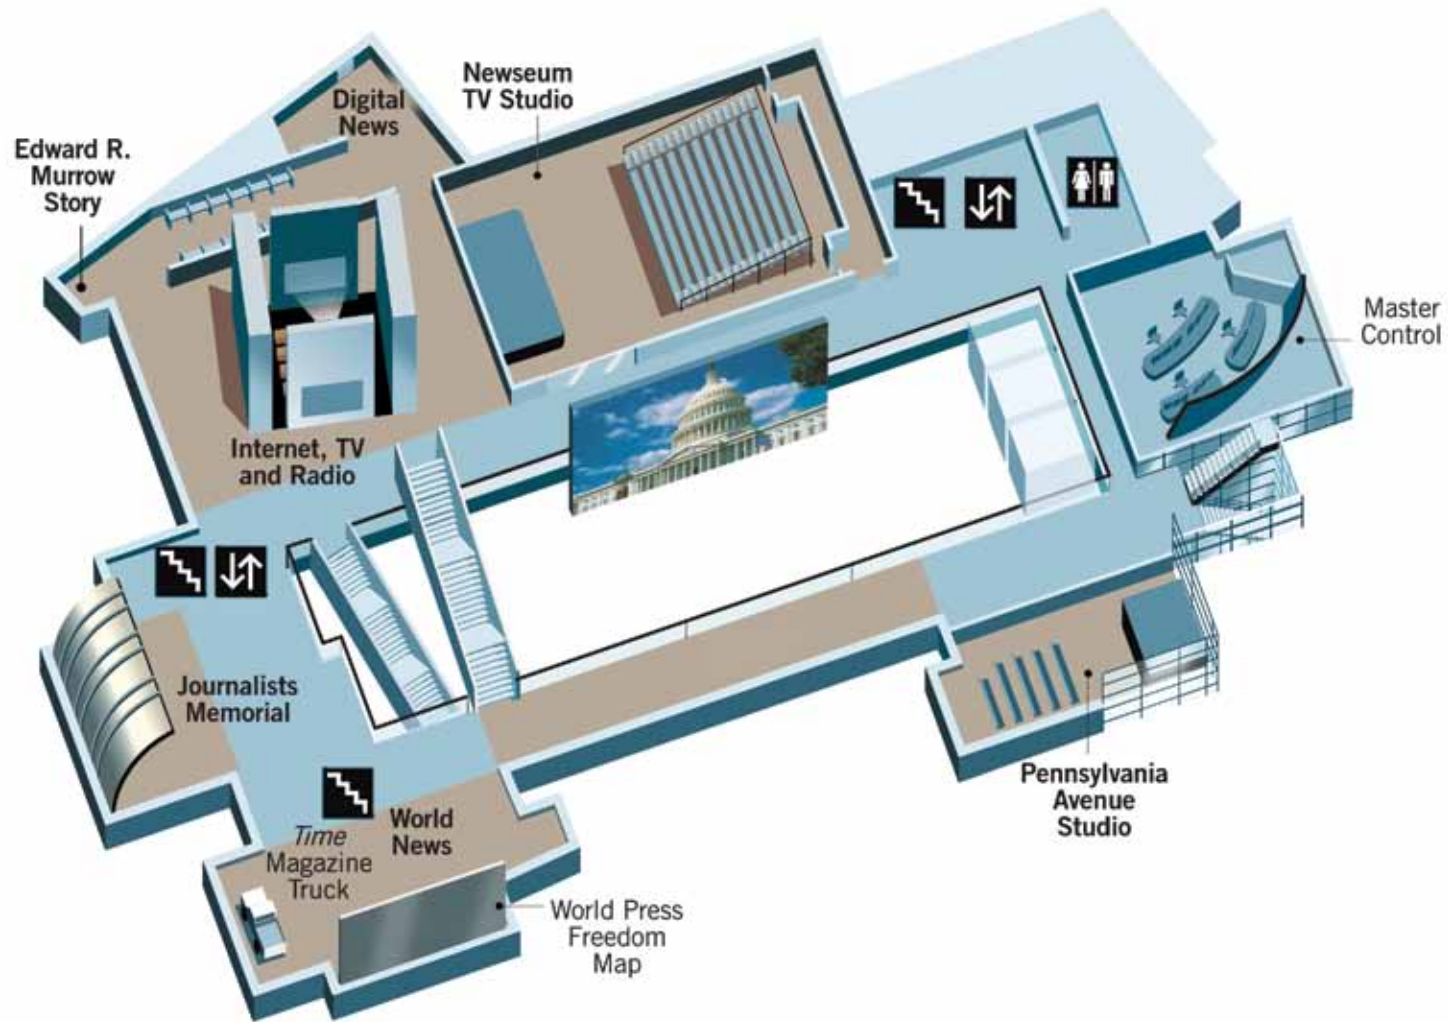 Digital
News
Newseum
TV Studio
Edward R.
Murrow
Story
Master
Control
Internet, TV
and Radio
Journalists
Memorial
Pennsylvania
Avenue
Studio
World
News
Time
Magazine
Truck
World Press
Freedom
Map